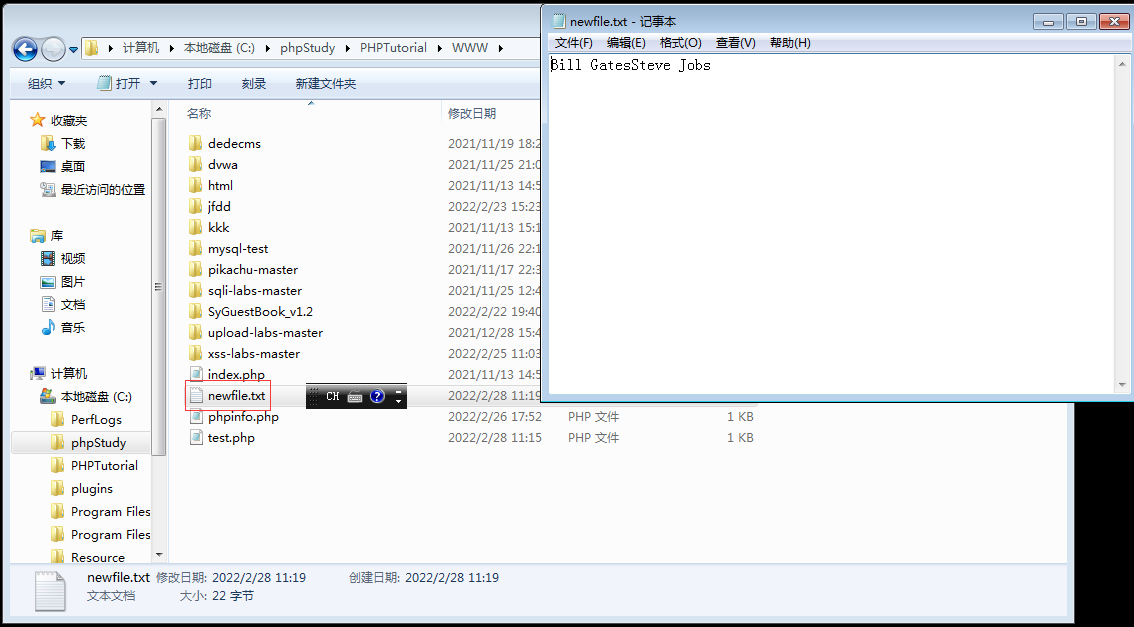 newfile.txt - 记事本
文件(F) 编辑(E) 格式(O) 查看(V) 帮助(H)
Bill GatesSteve Jobs
计算机 本地磁盘 (C:) phpStudy PHPTutorial WWW
组织 打开 打印 刻录 新建文件夹
收藏夹
下载
桌面
最近访问的位置
库
视频
图片
文档
音乐
计算机
本地磁盘 (C:)
PerfLogs
phpStudy
PHPTutorial
plugins
Program Files
Program Files
Resource
名称 修改日期
dedecms 2021/11/19 18:2
dvwa 2021/11/25 21:0
html 2021/11/13 14:5
jfdd 2022/2/23 15:23
kkk 2021/11/13 15:1
mysql-test 2021/11/26 22:1
pikachu-master 2021/11/17 22:3
sqli-labs-master 2021/11/25 12:4
SyGuestBook_v1.2 2022/2/22 19:40
upload-labs-master 2021/12/28 15:4
xss-labs-master 2022/2/25 11:03
index.php 2021/11/13 14:5
newfile.txt CH ? 2022/2/28 11:19
phpinfo.php 2022/2/26 17:52 PHP 文件 1 KB
test.php 2022/2/28 11:15 PHP 文件 1 KB
newfile.txt 修改日期: 2022/2/28 11:19 创建日期: 2022/2/28 11:19
文本文档 大小: 22 字节